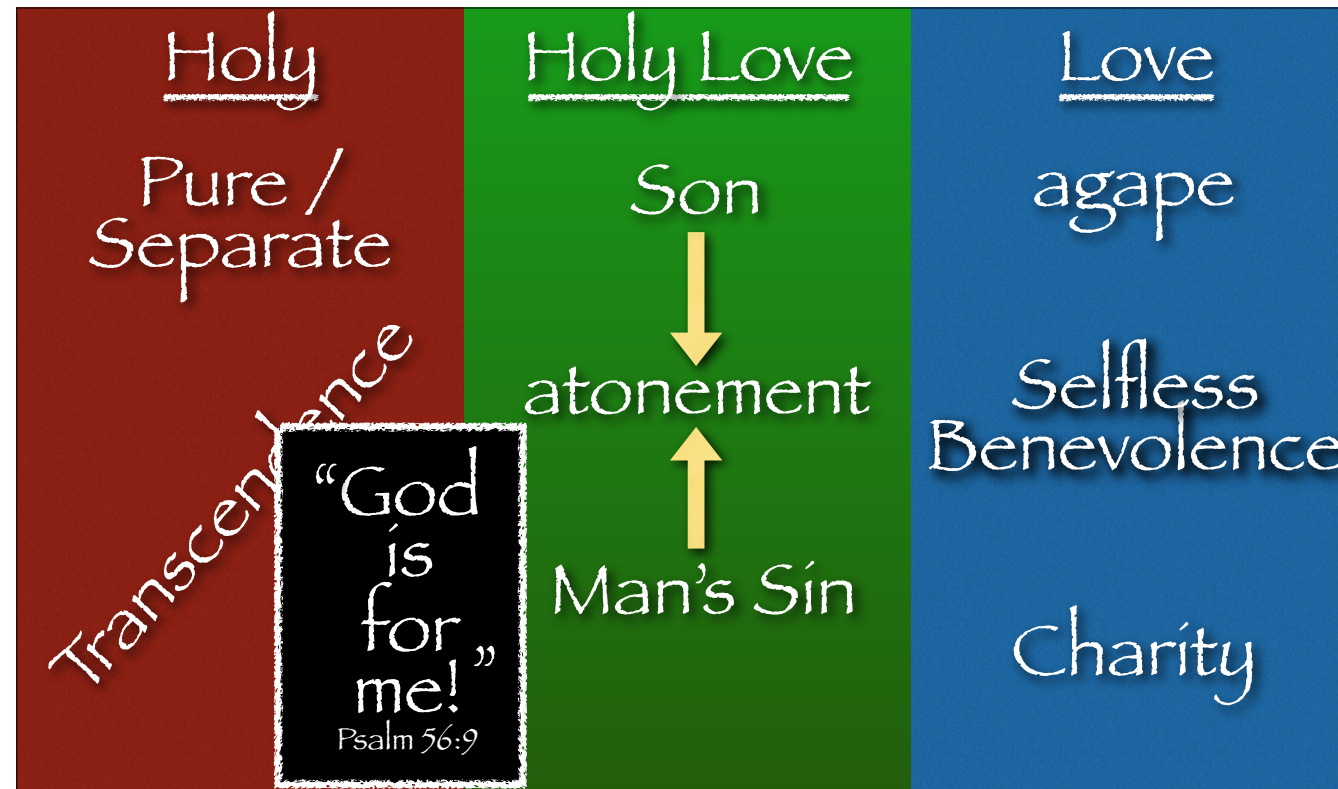 Holy
Pure /
Separate
Transcendence
“God
is
for
me!”
Psalm 56:9
Holy Love
Son
atonement
Man’s Sin
Love
agape
Selfless
Benevolence
Charity